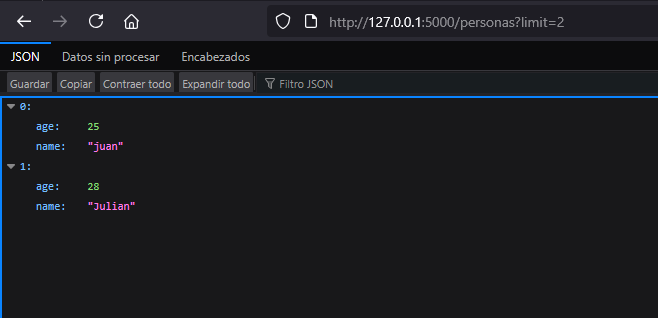 http://127.0.0.1:5000/personas?limit=2
JSON Datos sin procesar Encabezados
Guardar Copiar Contraer todo Expandir todo Filtro JSON
0:
age: 25
name: "juan"
1:
age: 28
name: "Julian"